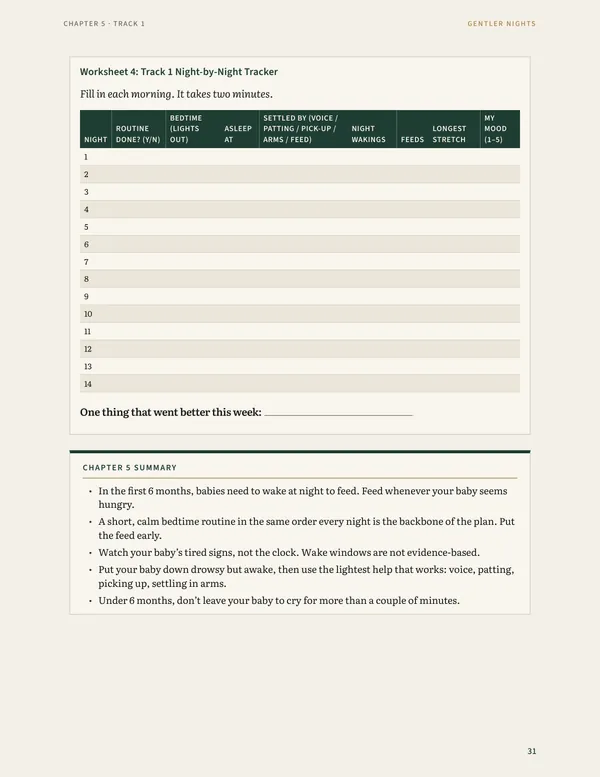 CHAPTER 5 · TRACK 1
GENTLER NIGHTS
Worksheet 4: Track 1 Night-by-Night Tracker
Fill in each morning. It takes two minutes.
NIGHT
ROUTINE
DONE? (Y/N)
BEDTIME
(LIGHTS
OUT)
ASLEEP
AT
SETTLED BY (VOICE /
PATTING / PICK-UP /
ARMS / FEED)
NIGHT
WAKINGS
FEEDS
LONGEST
STRETCH
MY
MOOD
(1–5)
1
2
3
4
5
6
7
8
9
10
11
12
13
14
One thing that went better this week:
CHAPTER 5 SUMMARY
• In the first 6 months, babies need to wake at night to feed. Feed whenever your baby seems
hungry.
• A short, calm bedtime routine in the same order every night is the backbone of the plan. Put
the feed early.
• Watch your baby’s tired signs, not the clock. Wake windows are not evidence-based.
• Put your baby down drowsy but awake, then use the lightest help that works: voice, patting,
picking up, settling in arms.
• Under 6 months, don’t leave your baby to cry for more than a couple of minutes.
31